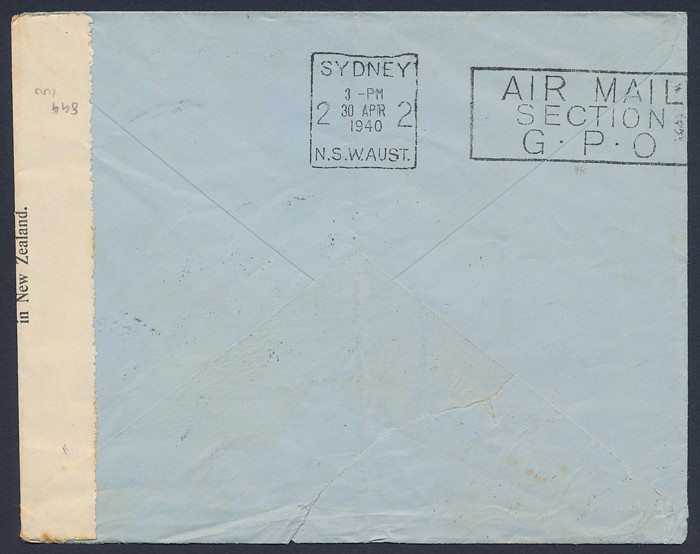 SYDNEY
3 -PM
2 30 APR 2
1940
N.S.W.AUST.
AIR MAIL
SECTION
G·P·O
in New Zealand.